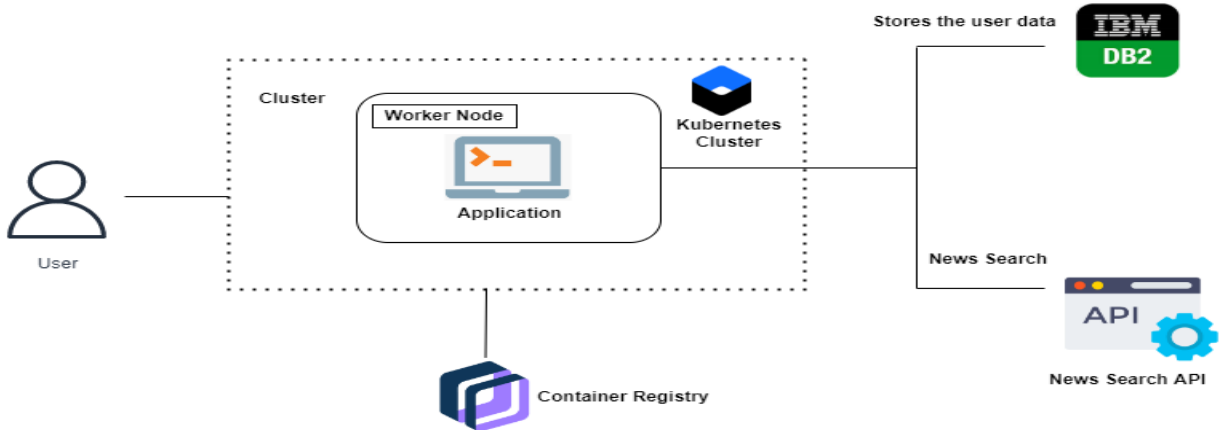 Stores the user data
IBM
DB2
Cluster
Worker Node
Kubernetes
Cluster
Application
User
News Search
API
News Search API
Container Registry